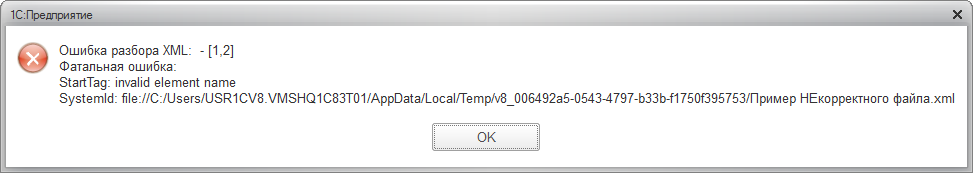 1С:Предприятие
Ошибка разбора XML:  - [1,2]
Фатальная ошибка:
StartTag: invalid element name
SystemId: file://C:/Users/USR1CV8.VMSHQ1C83T01/AppData/Local/Temp/v8_006492a5-0543-4797-b33b-f1750f395753/Пример НЕкорректного файла.xml
OK